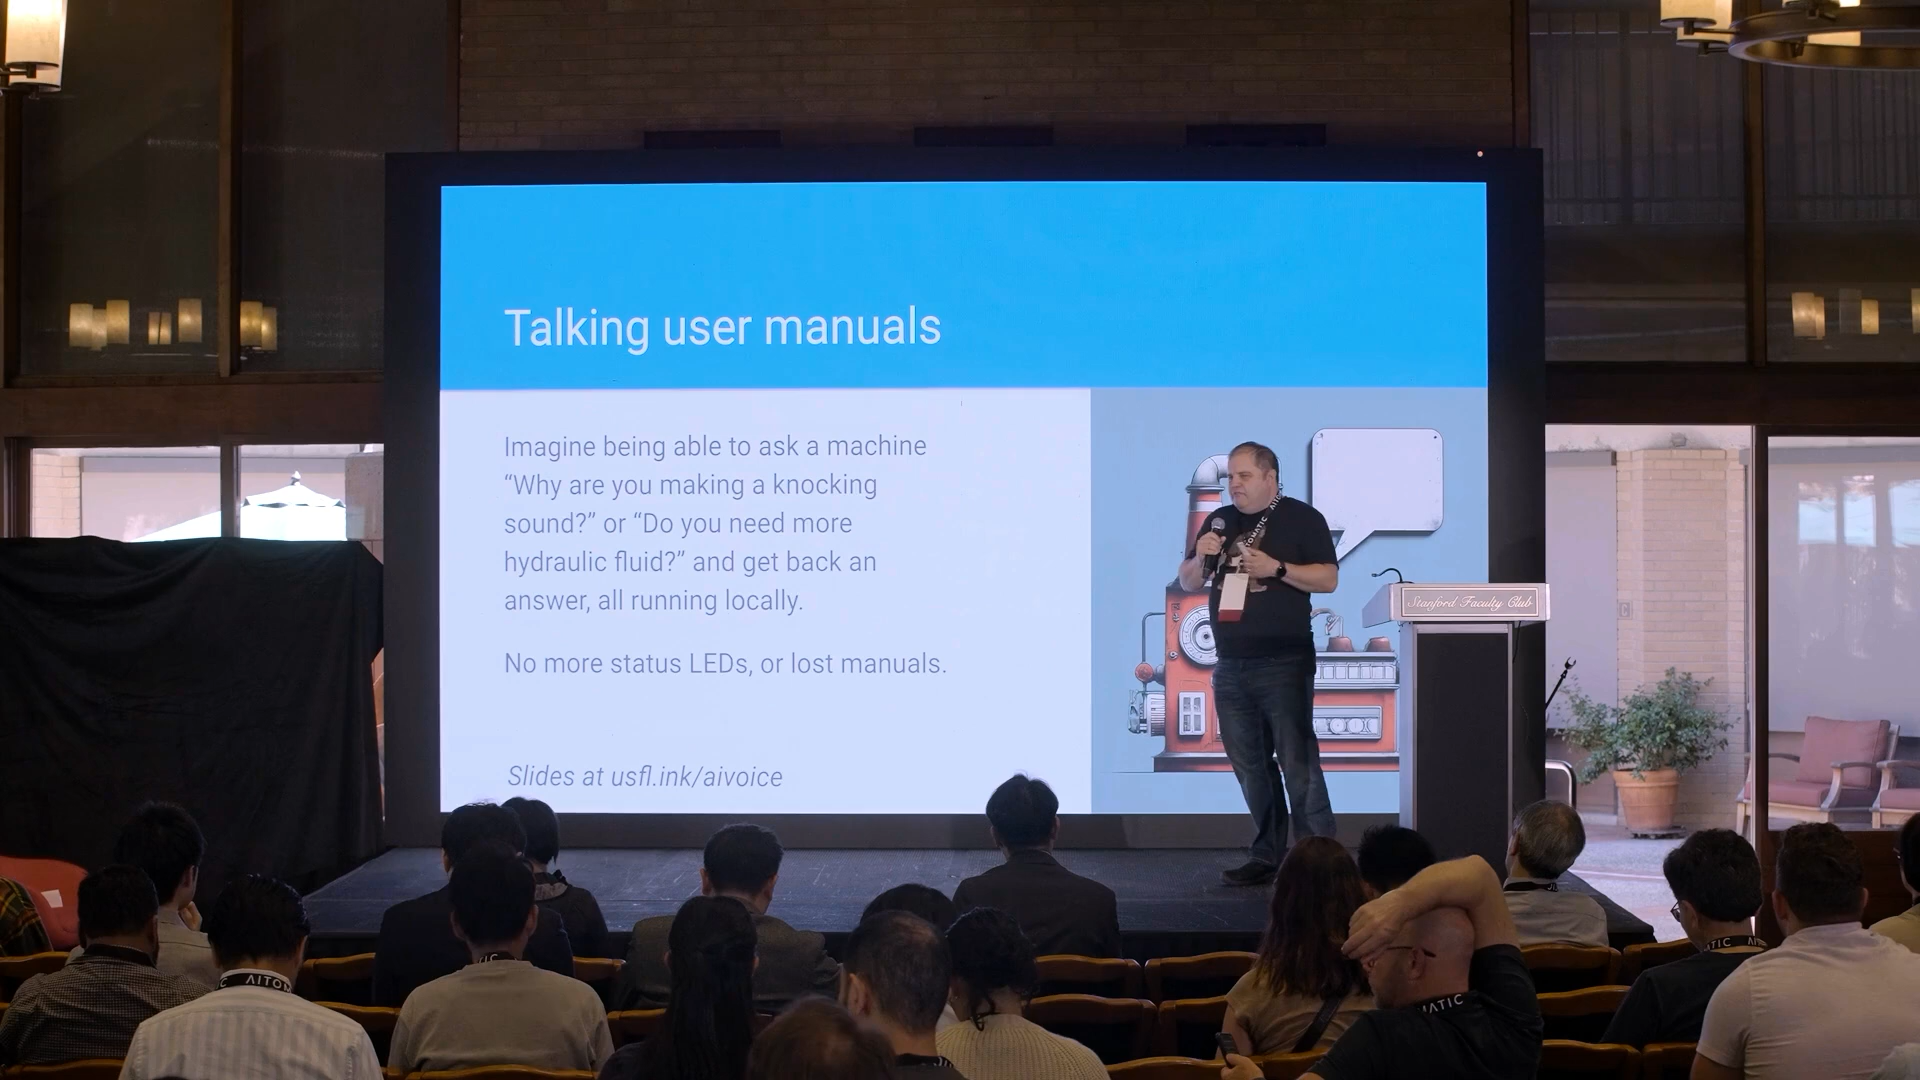 Talking user manuals
Imagine being able to ask a machine
“Why are you making a knocking
sound?” or “Do you need more
hydraulic fluid?” and get back an
answer, all running locally.
No more status LEDs, or lost manuals.
Slides at usfl.ink/aivoice
Stanford Faculty Club